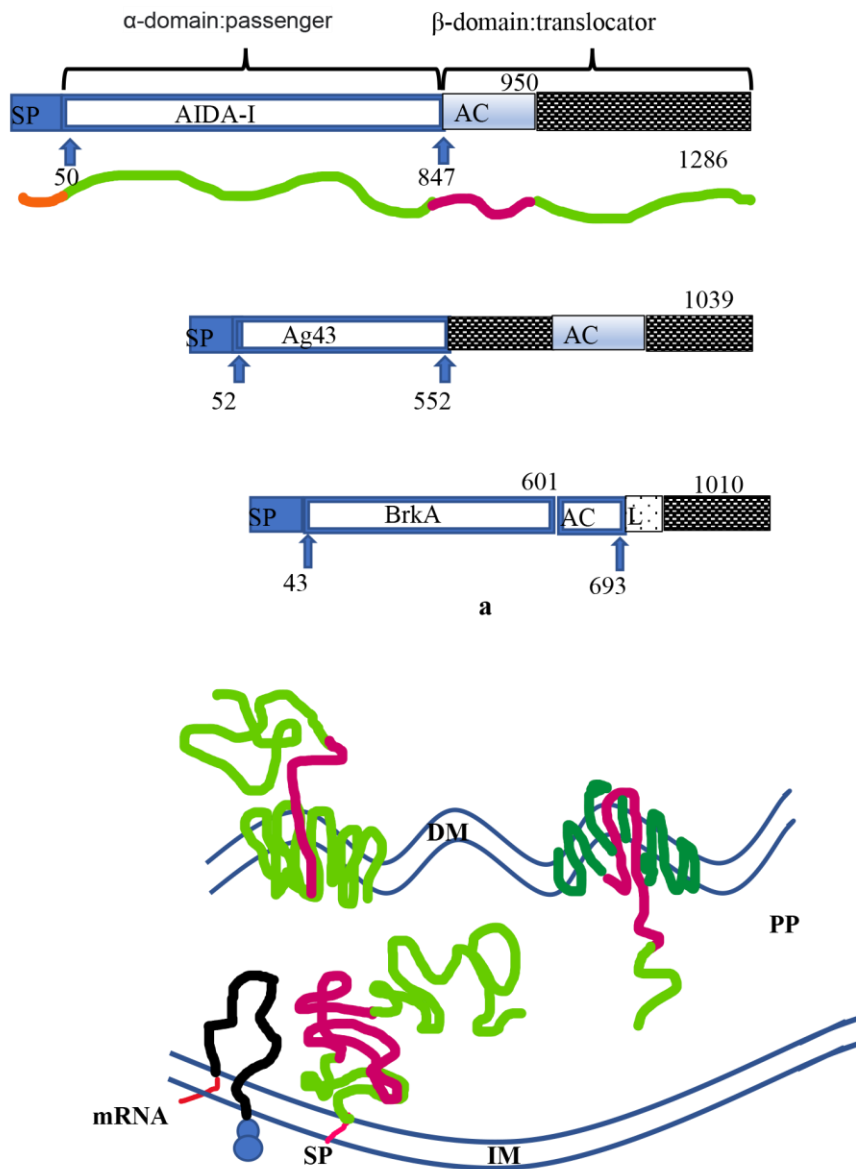 α-domain:passenger β-domain:translocator
950
SP AIDA-I AC
50 847 1286
1039
SP Ag43 AC
52 552
601 1010
SP BrkA AC L
43 693
a
DM
PP
mRNA
SP IM